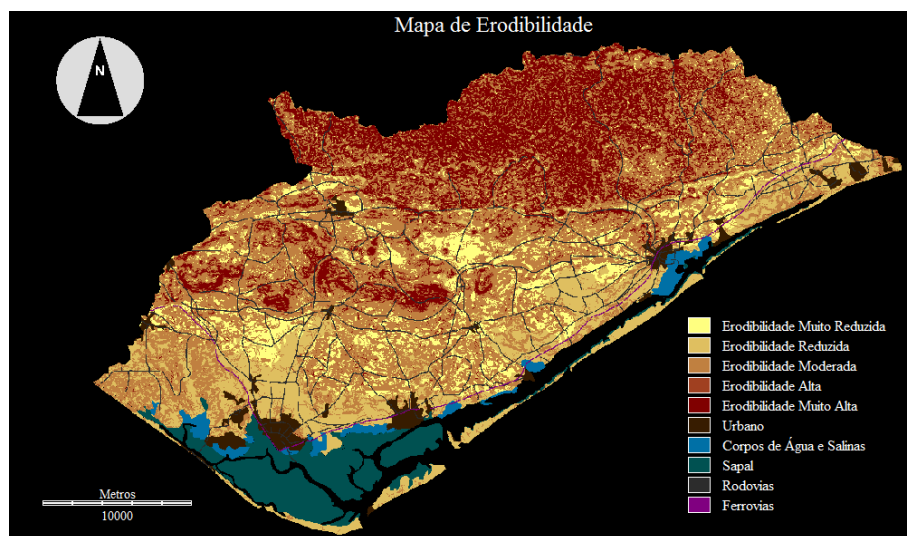 Mapa de Erodibilidade
N
Erodibilidade Muito Reduzida
Erodibilidade Reduzida
Erodibilidade Moderada
Erodibilidade Alta
Erodibilidade Muito Alta
Urbano
Corpos de Água e Salinas
Sapal
Rodovias
Ferrovias
Metros
10000